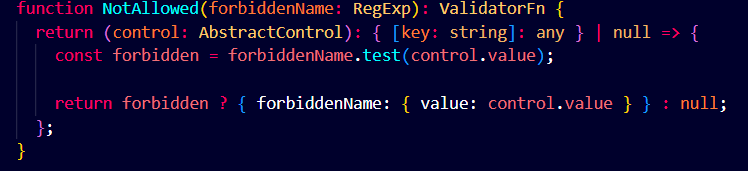 function NotAllowed(forbiddenName: RegExp): ValidatorFn {
  return (control: AbstractControl): { [key: string]: any } | null => {
    const forbidden = forbiddenName.test(control.value);

    return forbidden ? { forbiddenName: { value: control.value } } : null;
  };
}